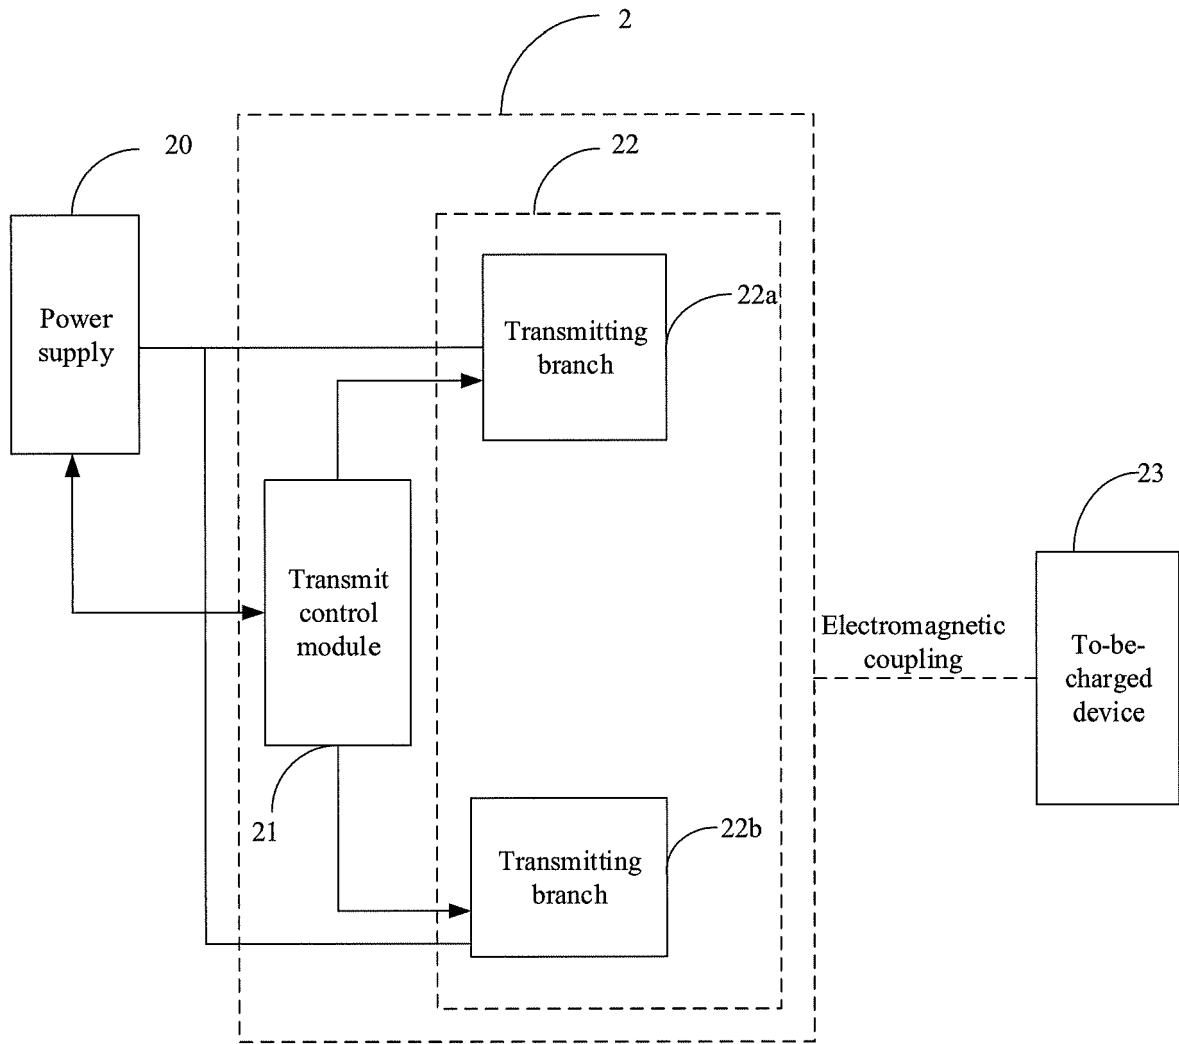 2
20
22
Power
supply
Transmitting
branch
22a
Transmit
control
module
21
Transmitting
branch
22b
Electromagnetic
coupling
23
To-be-
charged
device